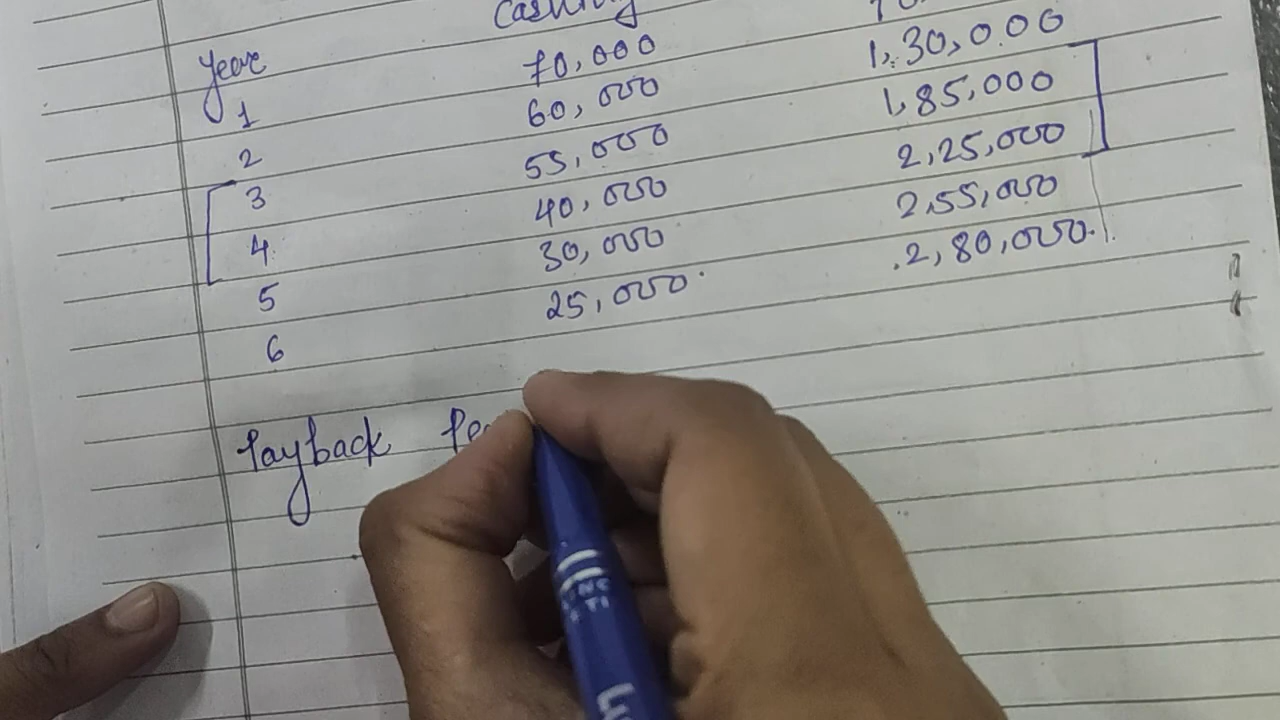 Year
1 70,000 1,30,000
2 60,000 1,85,000
3 55,000 2,25,000
4 40,000 2,55,000
5 30,000 2,80,000
6 25,000
Payback Pe